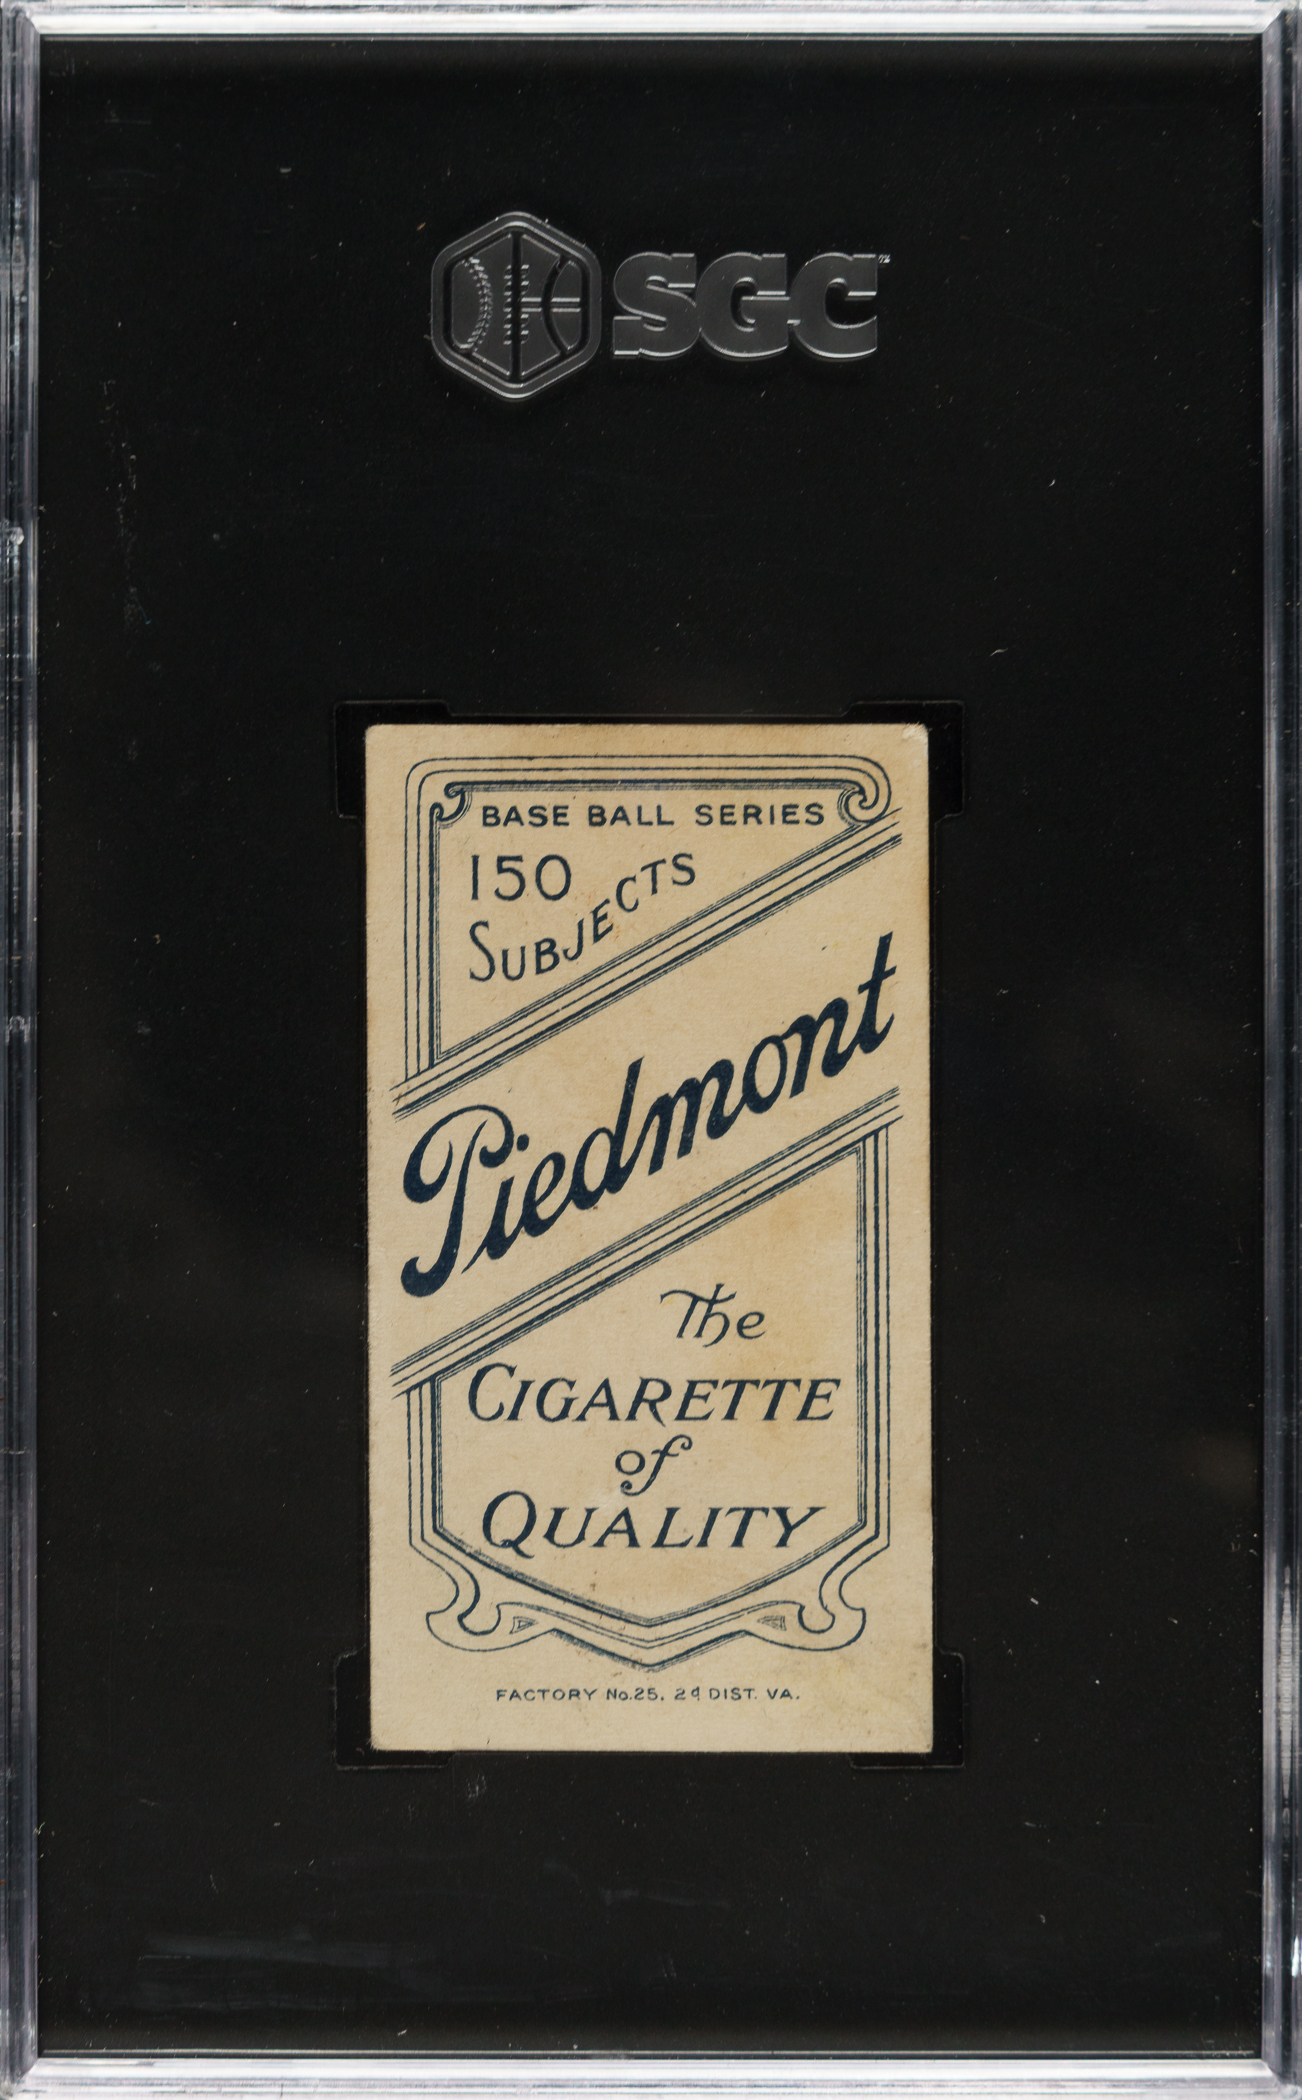 SGC
BASE BALL SERIES
150
SUBJECTS
Piedmont
The
CIGARETTE
of
QUALITY
FACTORY No.25, 2d DIST. VA.